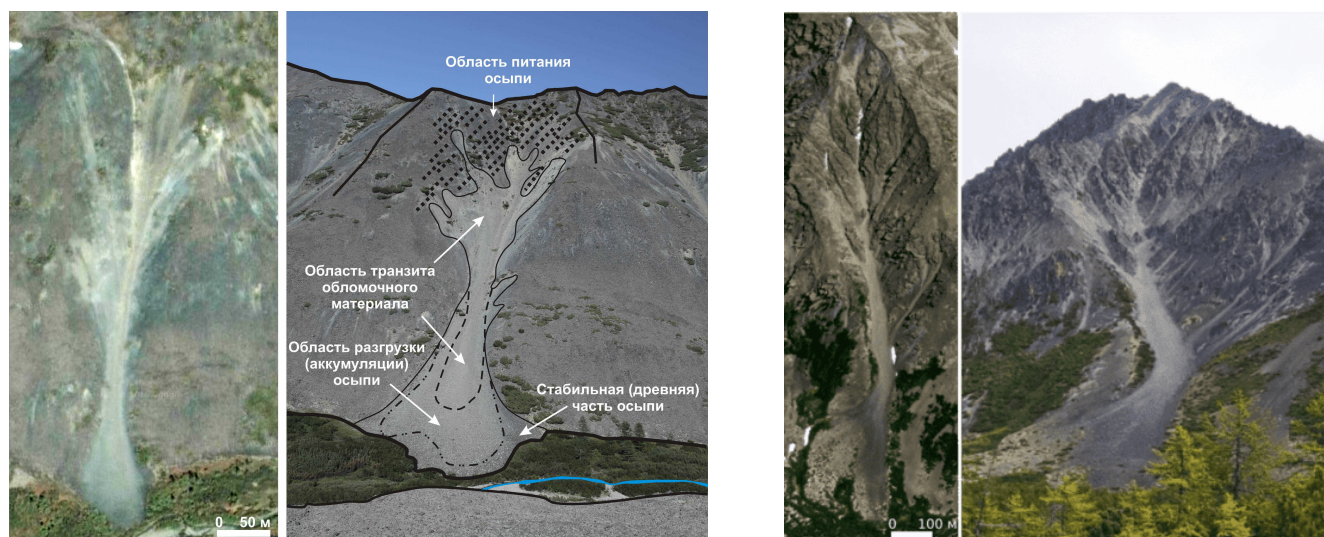 Область питания
осыпи
Область транзита
обломочного
материала
Область разгрузки
(аккумуляции)
осыпи
Стабильная (древняя)
часть осыпи
0 50 м
0 100 м